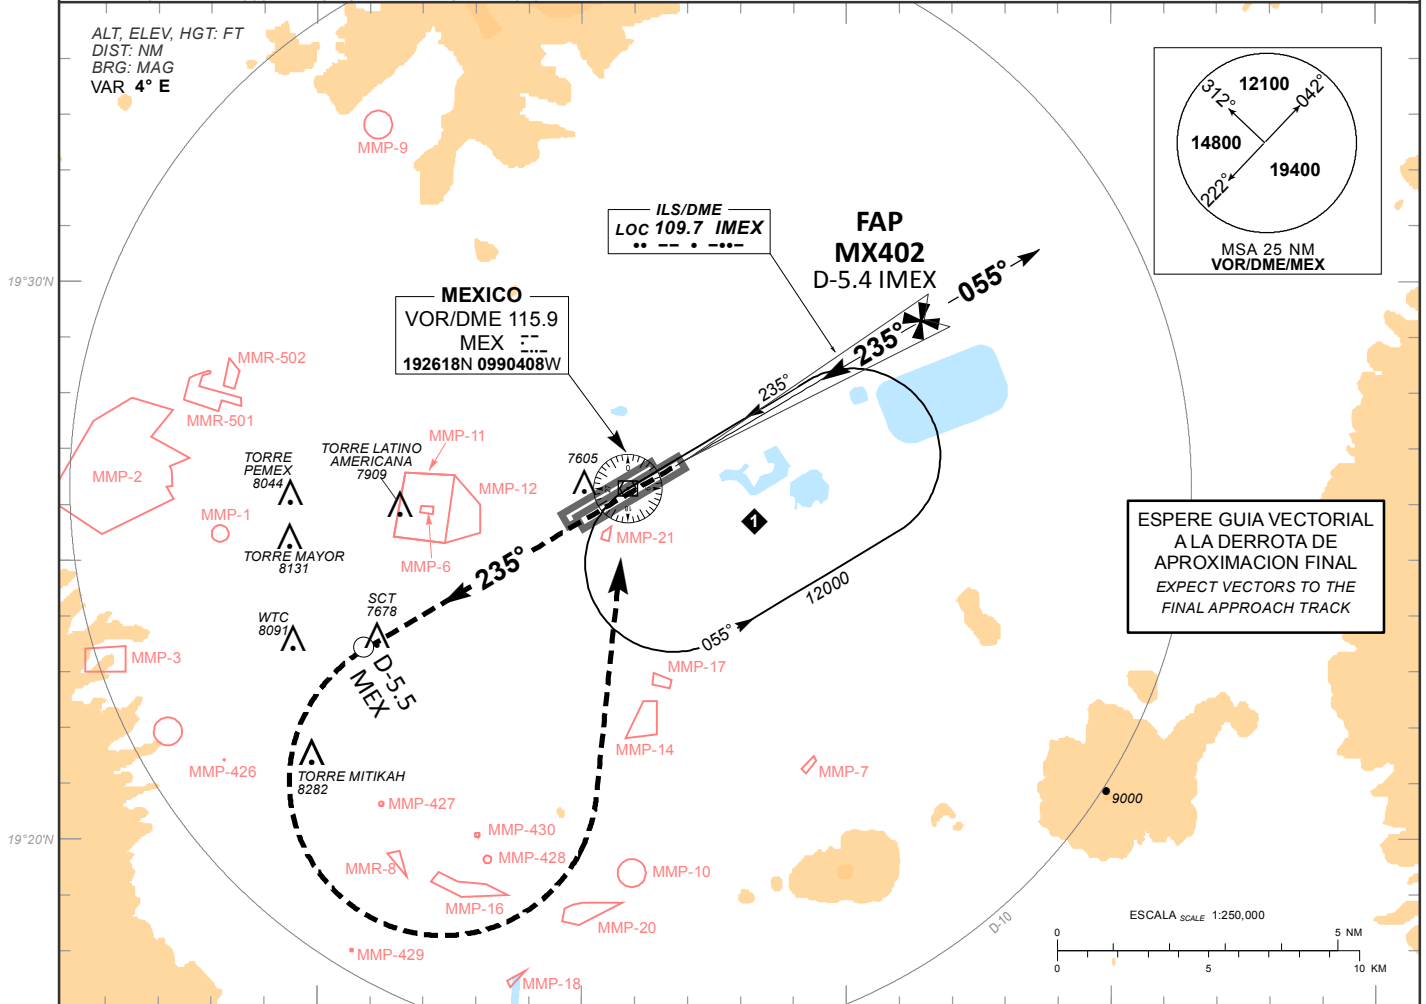 ALT, ELEV, HGT: FT
DIST: NM
BRG: MAG
VAR 4° E
MMP-9
312°
12100
042°
14800
19400
222°
MSA 25 NM
VOR/DME/MEX
ILS/DME
LOC 109.7 IMEX
FAP
MX402
D-5.4 IMEX
055°
235°
235°
19°30'N
MEXICO
VOR/DME 115.9
MEX
192618N 0990408W
MMR-502
MMR-501
MMP-2
MMP-11
TORRE
PEMEX
8044
TORRE LATINO
AMERICANA
7909
7605
MMP-12
MMP-1
TORRE MAYOR
8131
MMP-6
MMP-21
1
235°
ESPERE GUIA VECTORIAL
A LA DERROTA DE
APROXIMACION FINAL
EXPECT VECTORS TO THE
FINAL APPROACH TRACK
12000
055°
SCT
7678
WTC
8091
D-5.5
MEX
MMP-3
MMP-17
MMP-14
MMP-426
TORRE MITIKAH
8282
MMP-7
9000
MMP-427
MMP-430
MMP-428
19°20'N
MMR-8
MMP-10
MMP-16
MMP-20
MMP-429
MMP-18
D-10
ESCALA SCALE 1:250,000
0 5 NM
0 5 10 KM